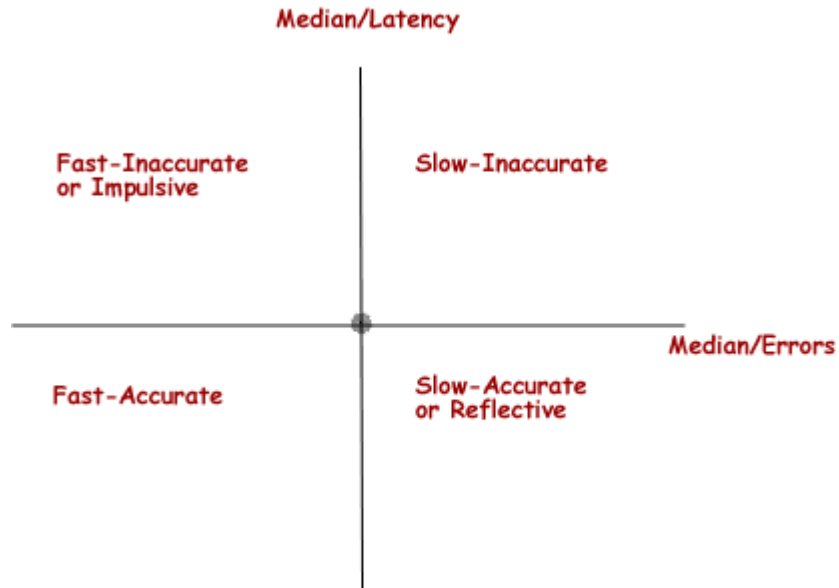 Median/Latency
Fast-Inaccurate
or Impulsive
Slow-Inaccurate
Median/Errors
Fast-Accurate
Slow-Accurate
or Reflective